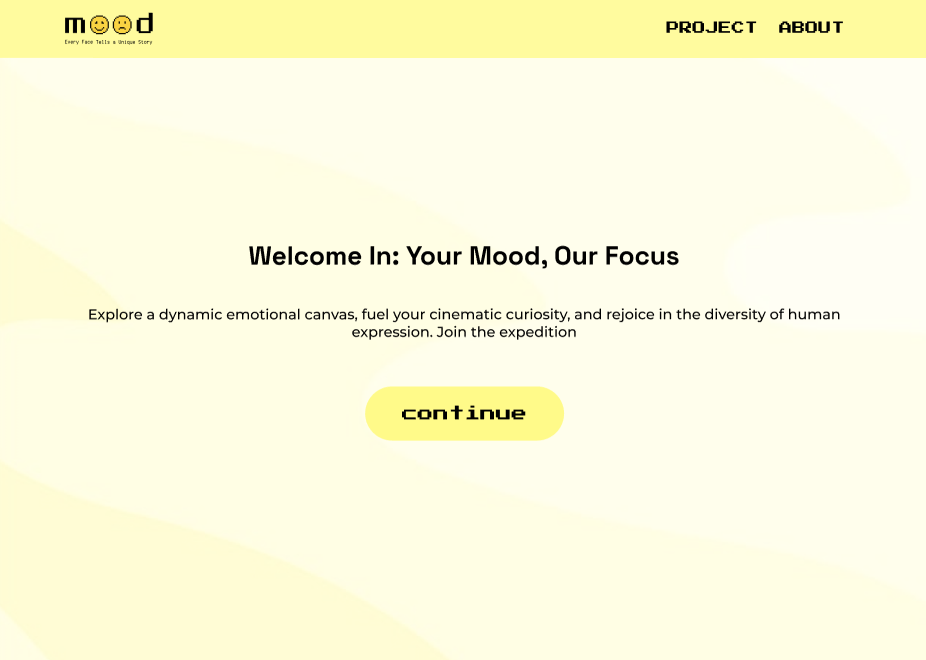 mood
Every Face Tells a Unique Story
PROJECT ABOUT
Welcome In: Your Mood, Our Focus
Explore a dynamic emotional canvas, fuel your cinematic curiosity, and rejoice in the diversity of human
expression. Join the expedition
continue